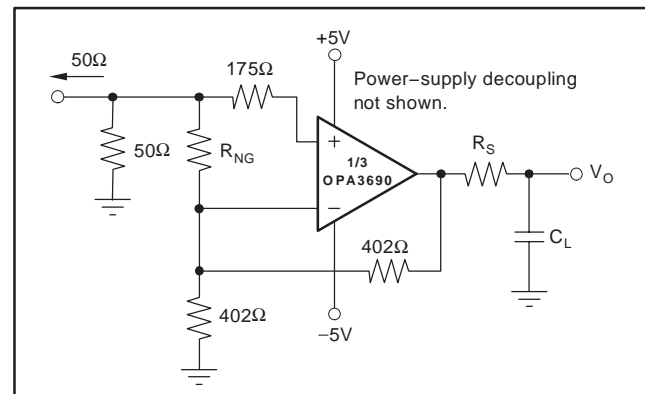 +5V
50Ω
175Ω
Power–supply decoupling
not shown.
50Ω
R_NG
+
1/3
OPA3690
–
R_S
V_O
402Ω
C_L
402Ω
–5V